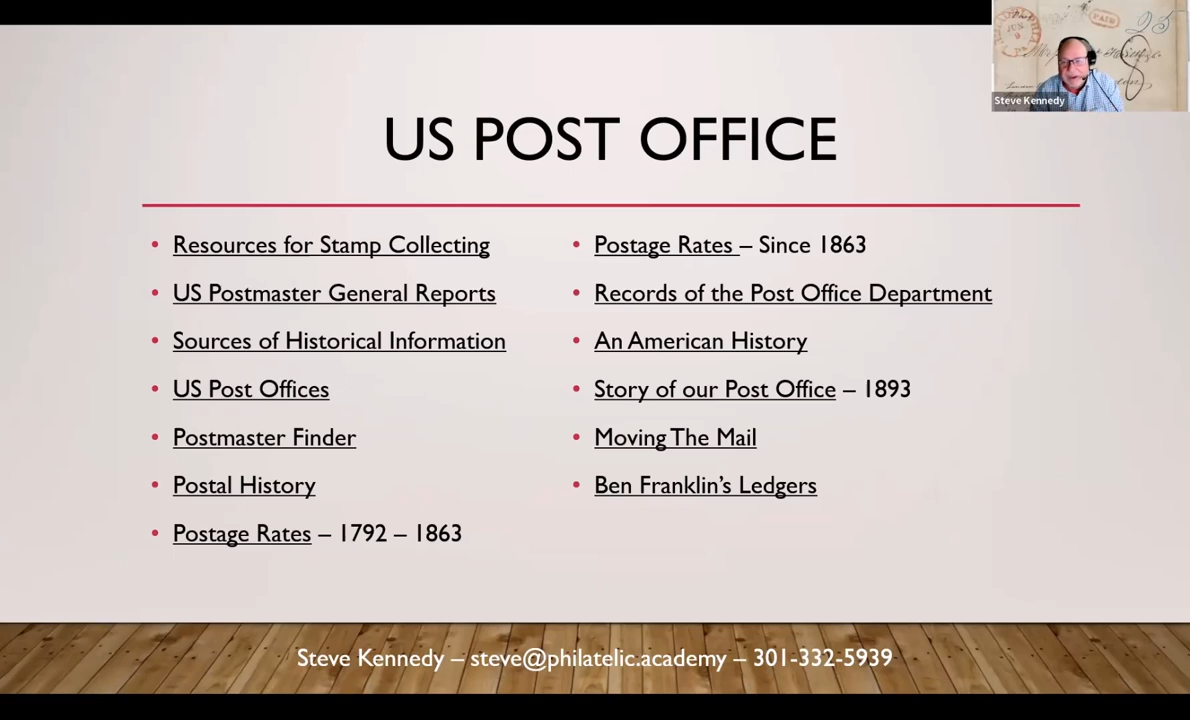 US POST OFFICE
Resources for Stamp Collecting
US Postmaster General Reports
Sources of Historical Information
US Post Offices
Postmaster Finder
Postal History
Postage Rates – 1792 – 1863
Postage Rates – Since 1863
Records of the Post Office Department
An American History
Story of our Post Office – 1893
Moving The Mail
Ben Franklin’s Ledgers
Steve Kennedy – steve@philatelic.academy – 301-332-5939
PAID
25
JUN
9
Steve Kennedy